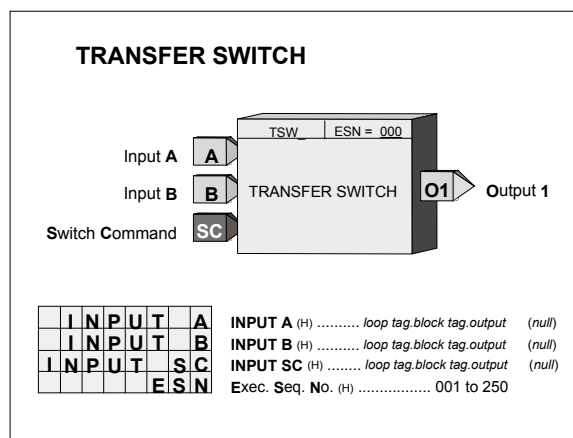 TRANSFER SWITCH
TSW_ ESN = 000
Input A A
Input B B
TRANSFER SWITCH
O1 Output 1
Switch Command SC
INPUT A INPUT A (H) .......... loop tag.block tag.output (null)
INPUT B INPUT B (H) .......... loop tag.block tag.output (null)
INPUT SC INPUT SC (H) ........ loop tag.block tag.output (null)
ESN Exec. Seq. No. (H) ................. 001 to 250